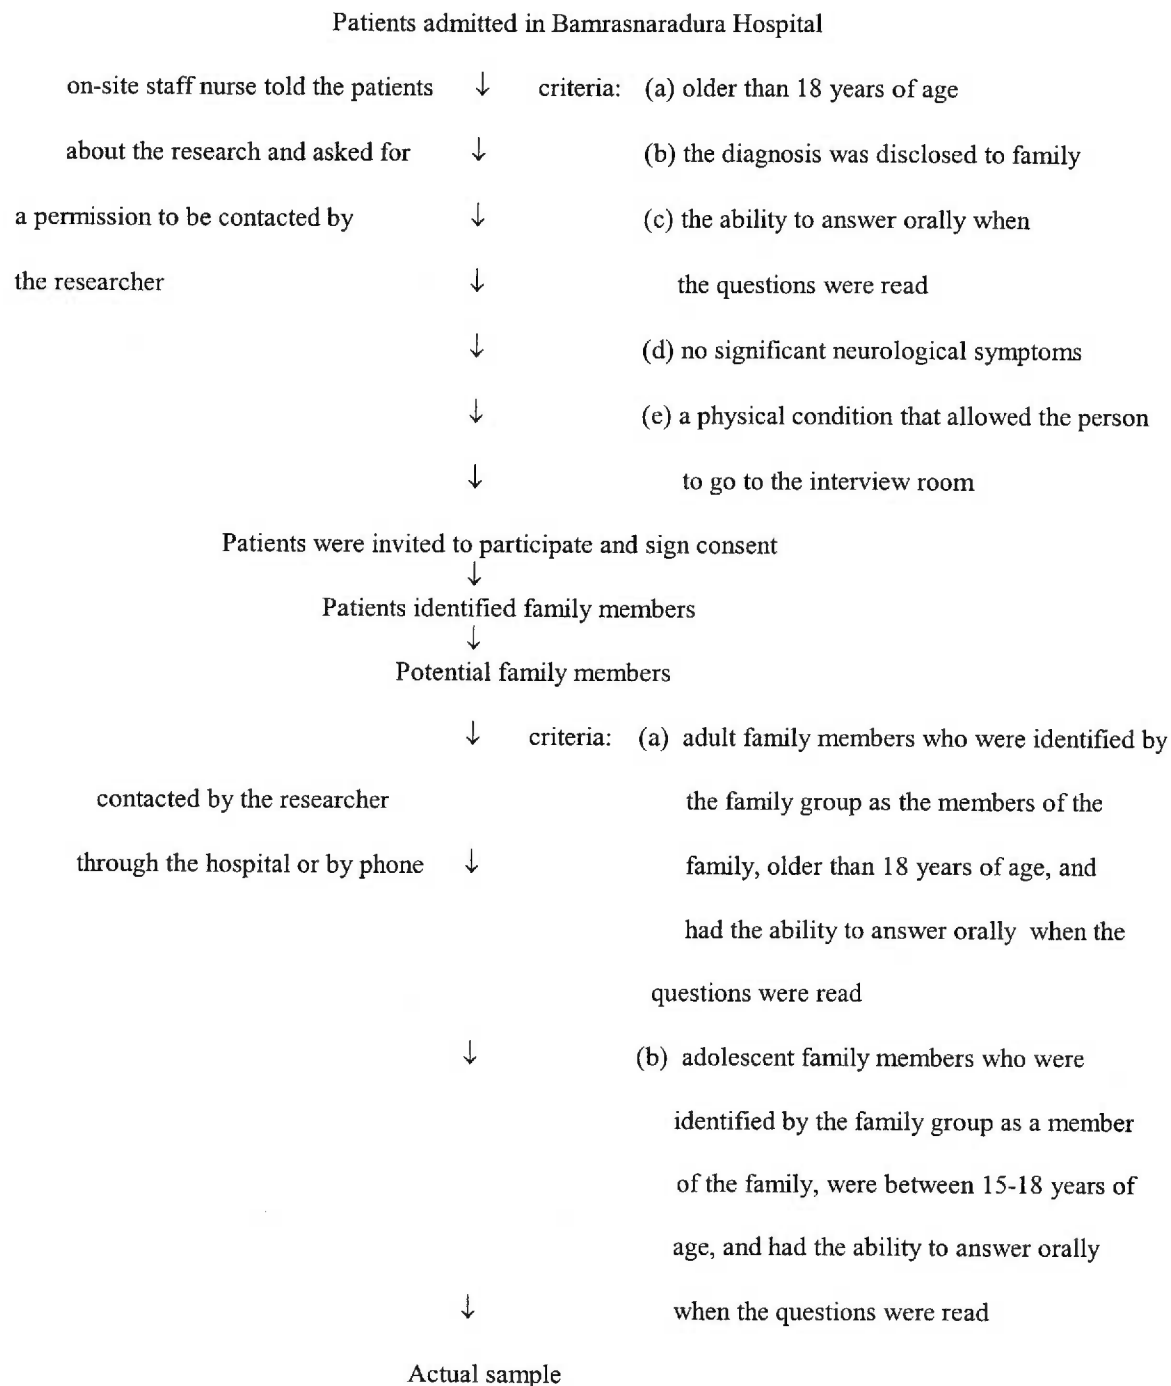 Patients admitted in Bamrasnaradura Hospital
on-site staff nurse told the patients ↓ criteria: (a) older than 18 years of age
about the research and asked for ↓ (b) the diagnosis was disclosed to family
a permission to be contacted by ↓ (c) the ability to answer orally when
the researcher ↓ the questions were read
↓ (d) no significant neurological symptoms
↓ (e) a physical condition that allowed the person
↓ to go to the interview room
Patients were invited to participate and sign consent
↓
Patients identified family members
↓
Potential family members
↓ criteria: (a) adult family members who were identified by
contacted by the researcher the family group as the members of the
through the hospital or by phone ↓ family, older than 18 years of age, and
had the ability to answer orally when the
questions were read
↓ (b) adolescent family members who were
identified by the family group as a member
of the family, were between 15-18 years of
age, and had the ability to answer orally
↓ when the questions were read
Actual sample